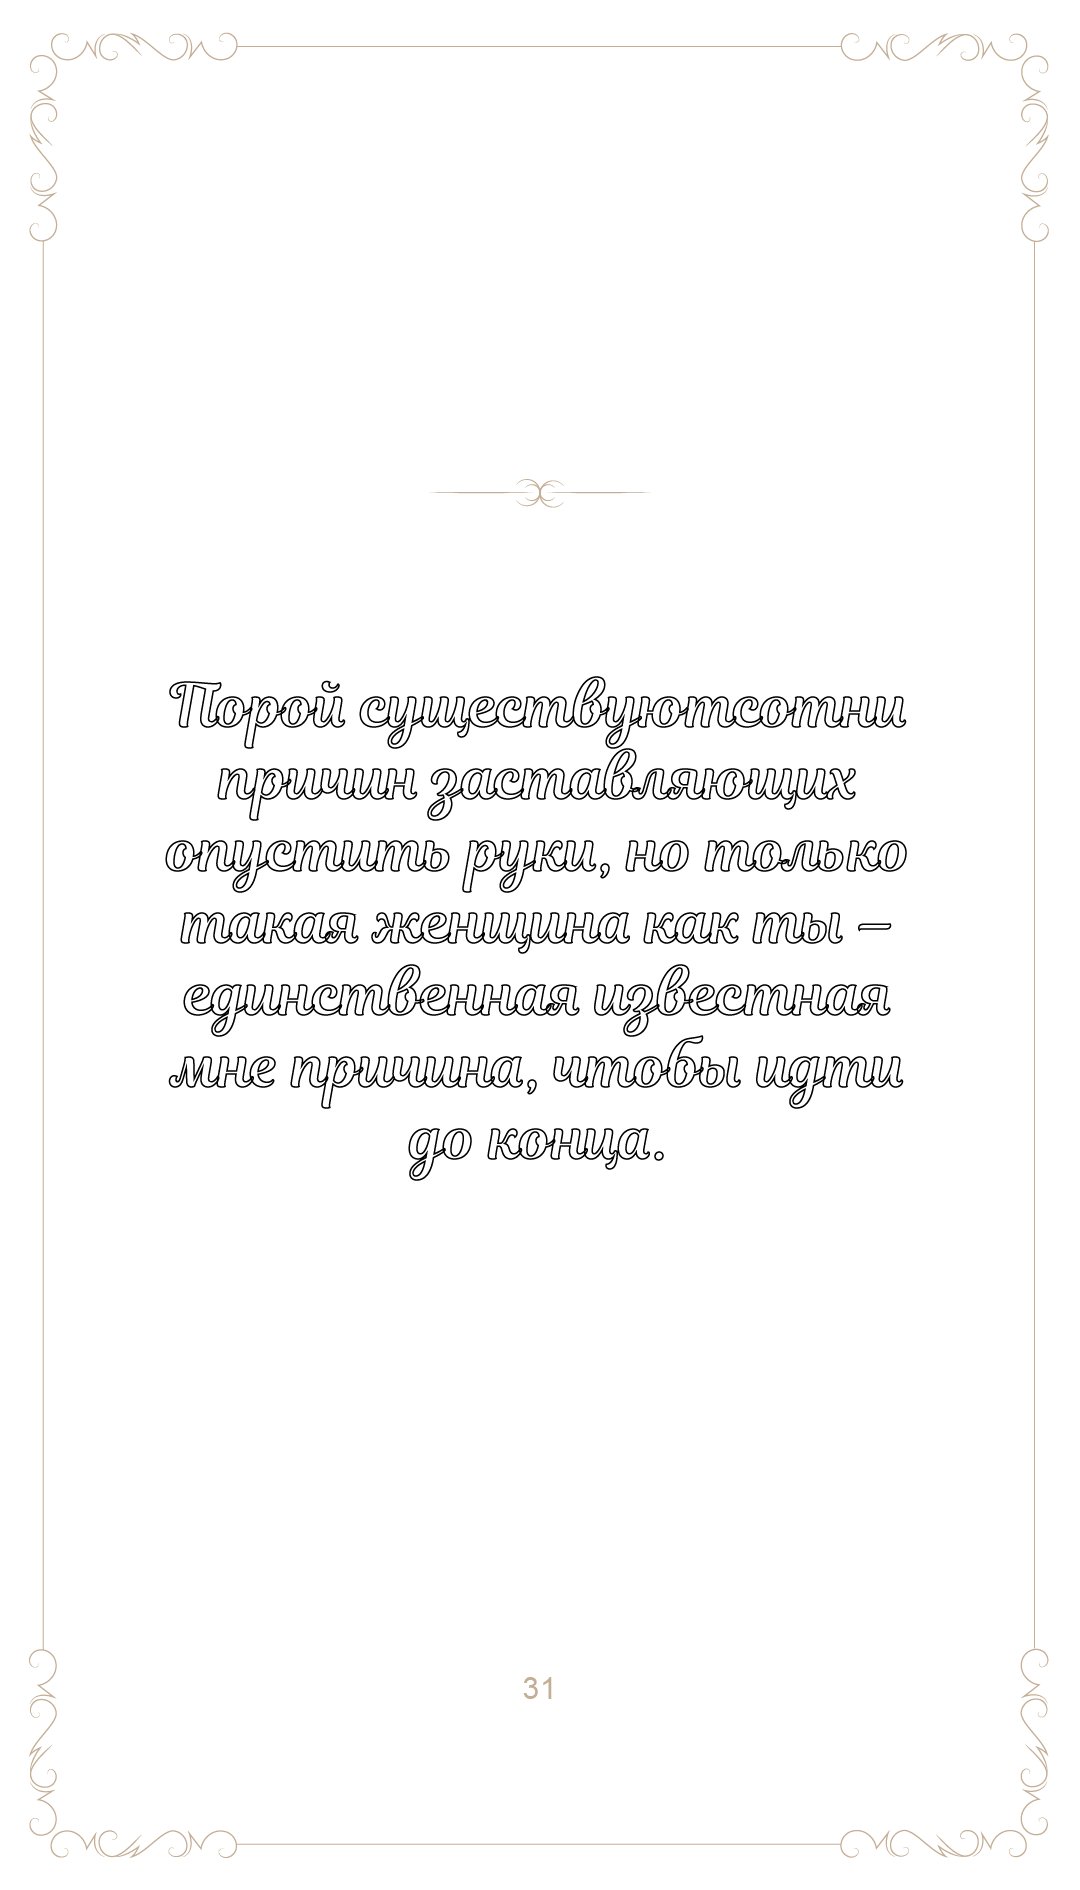 Порой существуютсотни
причин заставляющих
опустить руки, но только
такая женщина как ты –
единственная известная
мне причина, чтобы идти
до конца.
31